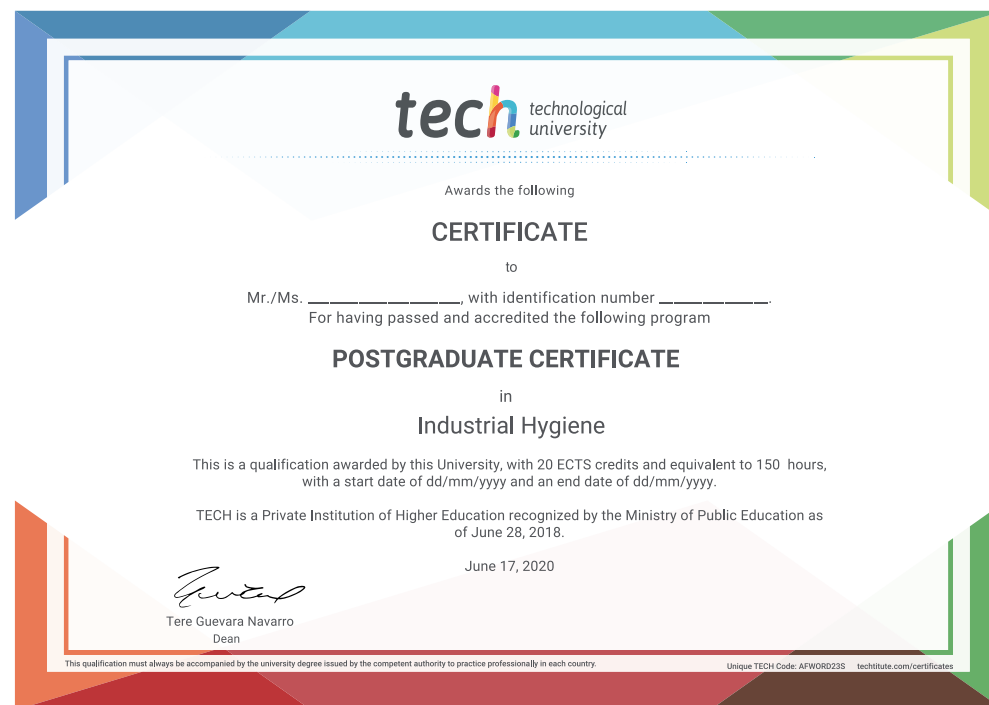 tech technological
university
Awards the following
CERTIFICATE
to
Mr./Ms. ____________________, with identification number ______________.
For having passed and accredited the following program
POSTGRADUATE CERTIFICATE
in
Industrial Hygiene
This is a qualification awarded by this University, with 20 ECTS credits and equivalent to 150 hours,
with a start date of dd/mm/yyyy and an end date of dd/mm/yyyy.
TECH is a Private Institution of Higher Education recognized by the Ministry of Public Education as
of June 28, 2018.
June 17, 2020
Tere Guevara Navarro
Dean
This qualification must always be accompanied by the university degree issued by the competent authority to practice professionally in each country.
Unique TECH Code: AFWORD23S techtitute.com/certificates